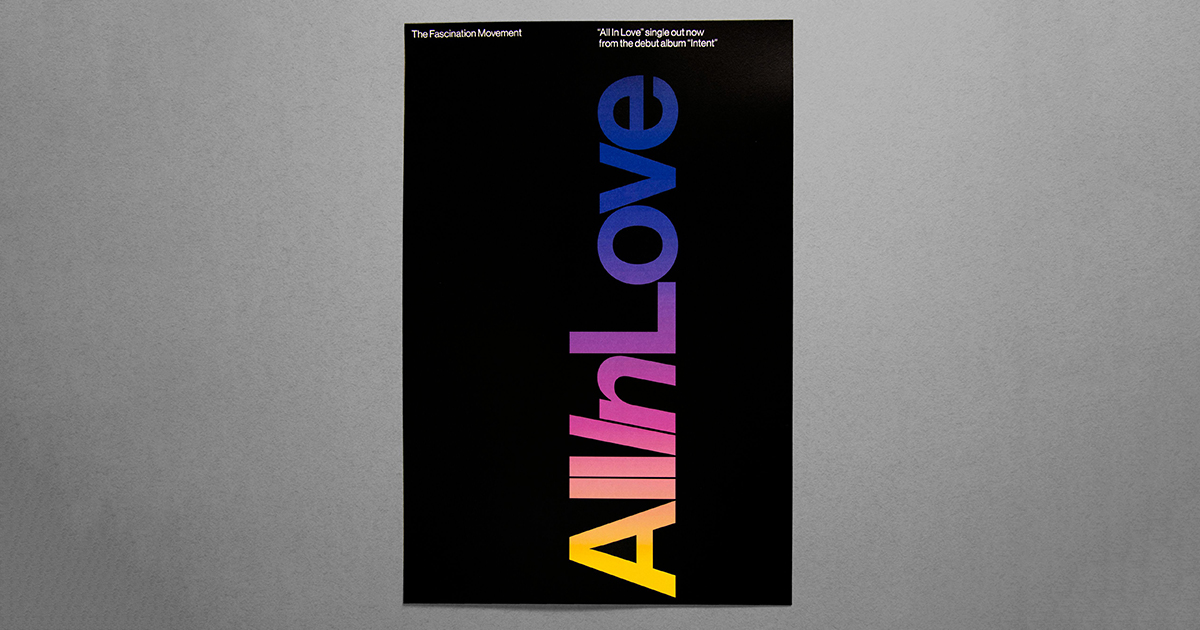 The Fascination Movement
“All In Love” single out now
from the debut album “Intent”
AllInLove